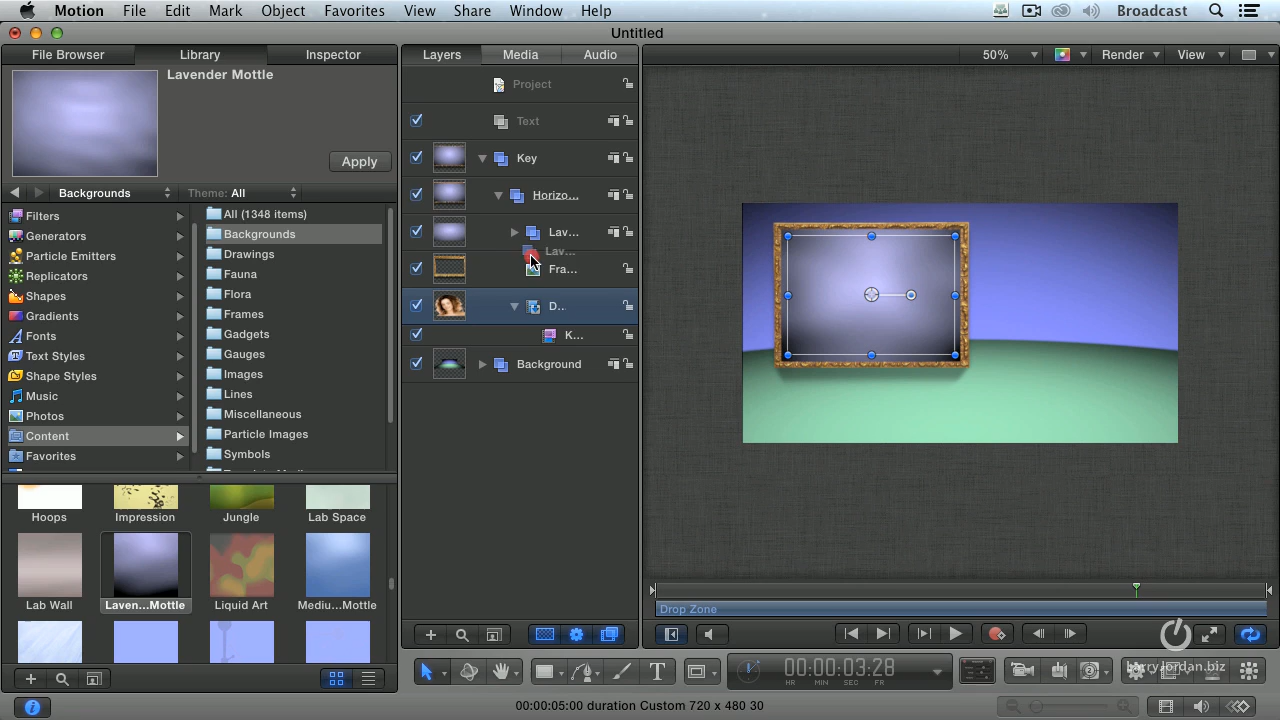 Motion File Edit Mark Object Favorites View Share Window Help Broadcast
Untitled
File Browser Library Inspector Layers Media Audio 50% Render View
Lavender Mottle
Apply
Backgrounds Theme: All
Filters
Generators
Particle Emitters
Replicators
Shapes
Gradients
Fonts
Text Styles
Shape Styles
Music
Photos
Content
Favorites
All (1348 items)
Backgrounds
Drawings
Fauna
Flora
Frames
Gadgets
Gauges
Images
Lines
Miscellaneous
Particle Images
Symbols
Hoops Impression Jungle Lab Space
Lab Wall Laven...Mottle Liquid Art Mediu...Mottle
Project
Text
Key
Horizo...
Lav...
Lav...
Fra...
D...
K...
Background
Drop Zone
00:00:03:28
HR MIN SEC FR
larryjordan.biz
00:00:05:00 duration Custom 720 x 480 30